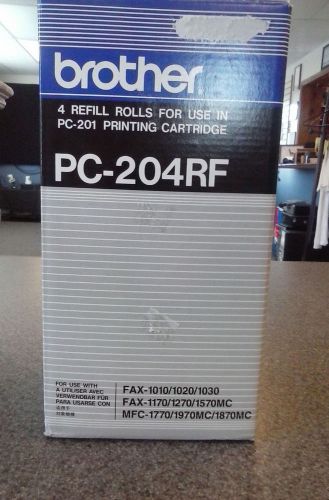 brother
4 REFILL ROLLS FOR USE IN
PC-201 PRINTING CARTRIDGE
PC-204RF
FOR USE WITH
A UTILISER AVEC
VERWENDBAR FÜR
PARA USARSE CON
FAX-1010/1020/1030
FAX-1170/1270/1570MC
MFC-1770/1970MC/1870MC